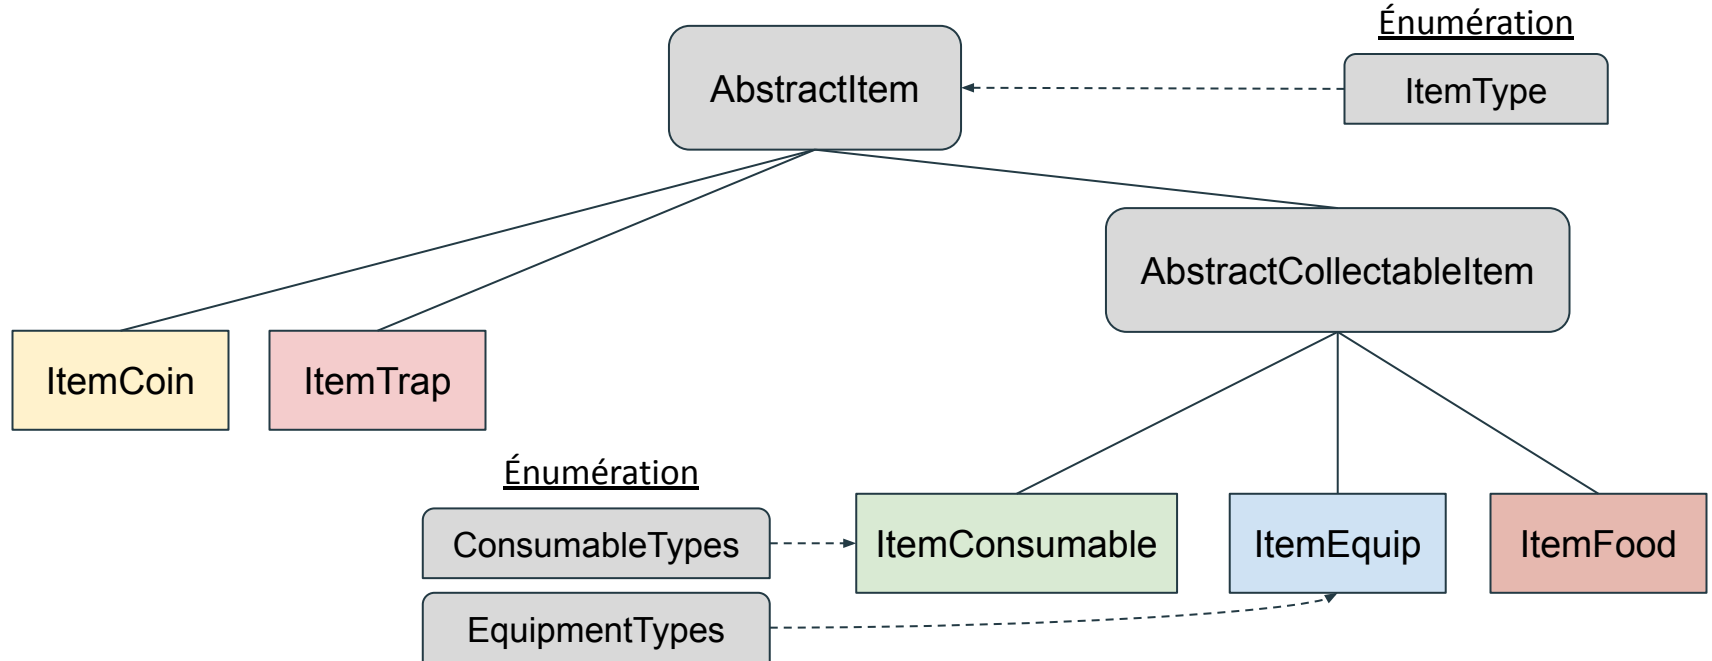 Énumération
AbstractItem
ItemType
AbstractCollectableItem
ItemCoin
ItemTrap
Énumération
ConsumableTypes
ItemConsumable
ItemEquip
ItemFood
EquipmentTypes